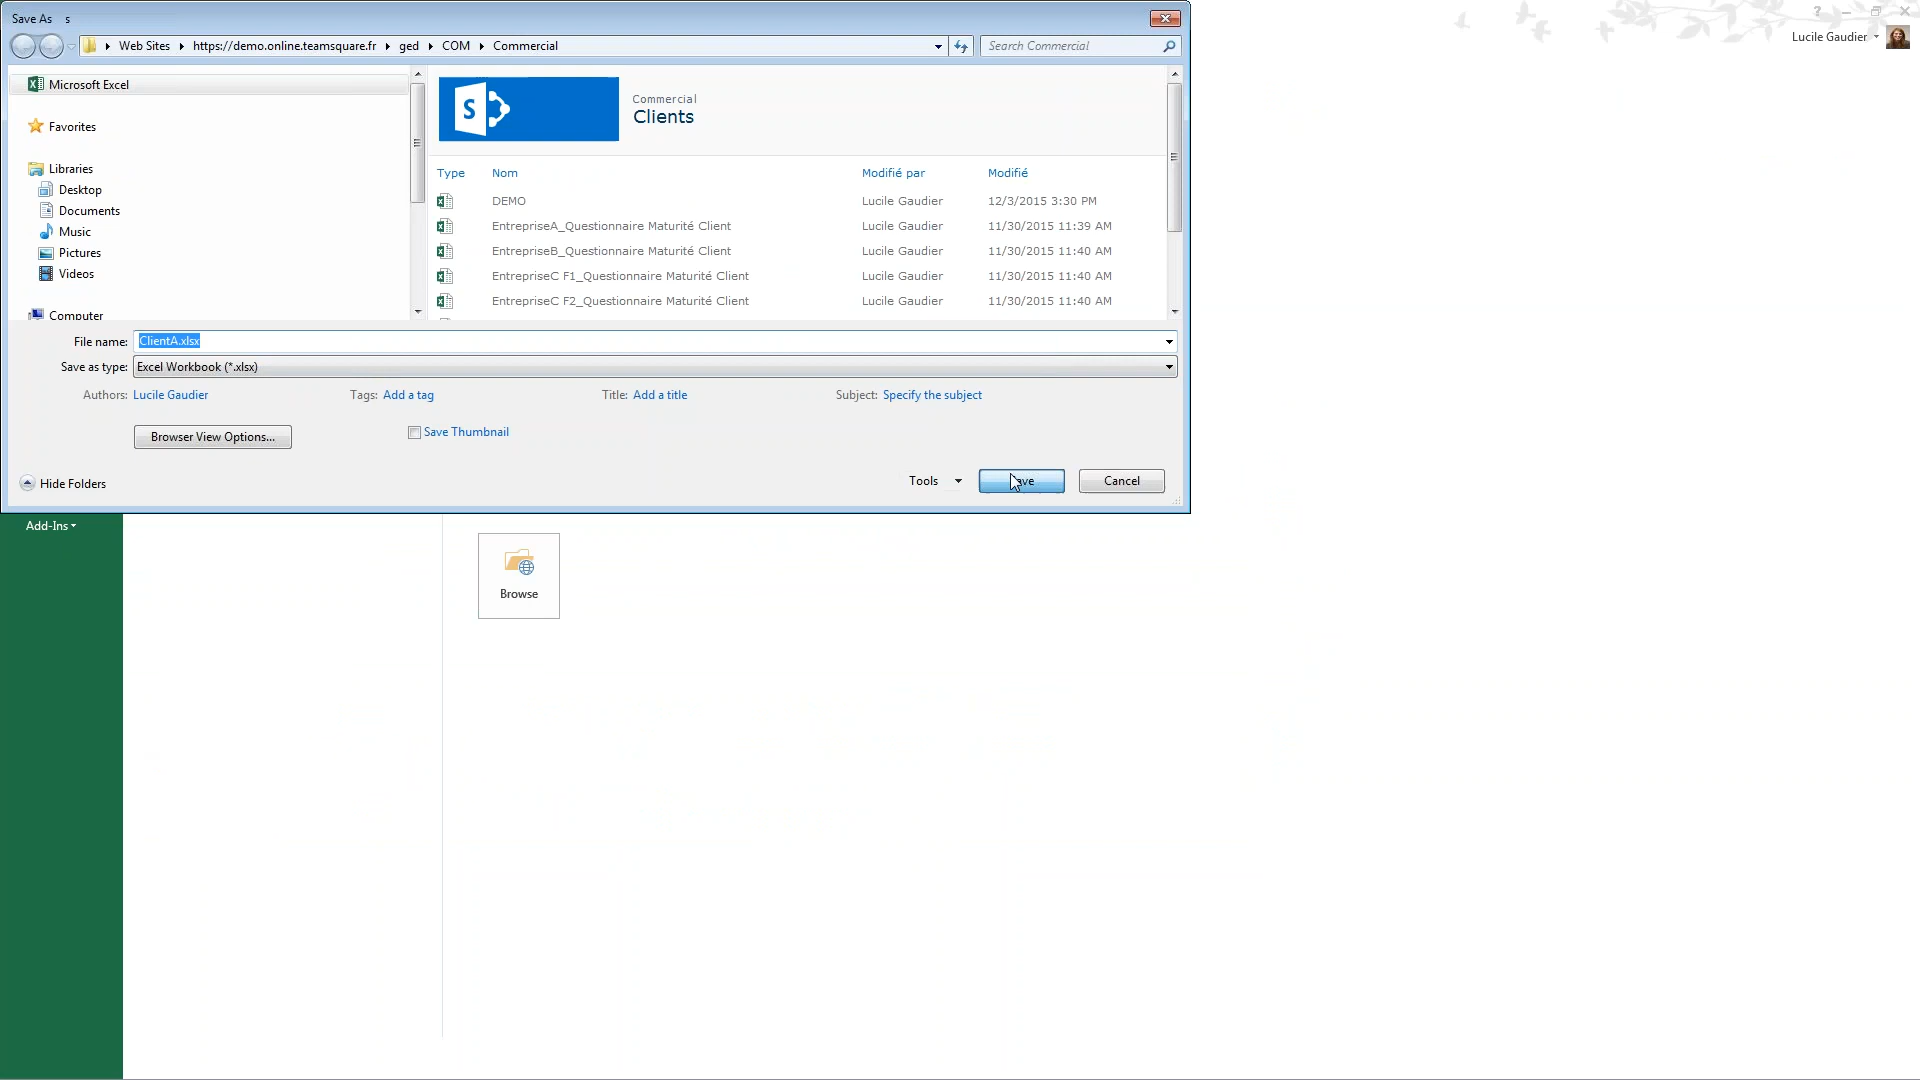 Save As s
Lucile Gaudier
Web Sites https://demo.online.teamsquare.fr ged COM Commercial
Search Commercial
Microsoft Excel
Favorites
Libraries
Desktop
Documents
Music
Pictures
Videos
Computer
S
Commercial
Clients
Type Nom Modifié par Modifié
DEMO Lucile Gaudier 12/3/2015 3:30 PM
EntrepriseA_Questionnaire Maturité Client Lucile Gaudier 11/30/2015 11:39 AM
EntrepriseB_Questionnaire Maturité Client Lucile Gaudier 11/30/2015 11:40 AM
EntrepriseC F1_Questionnaire Maturité Client Lucile Gaudier 11/30/2015 11:40 AM
EntrepriseC F2_Questionnaire Maturité Client Lucile Gaudier 11/30/2015 11:40 AM
File name: ClientA.xlsx
Save as type: Excel Workbook (*.xlsx)
Authors: Lucile Gaudier Tags: Add a tag Title: Add a title Subject: Specify the subject
Browser View Options... Save Thumbnail
Hide Folders Tools Save Cancel
Add-Ins
Browse